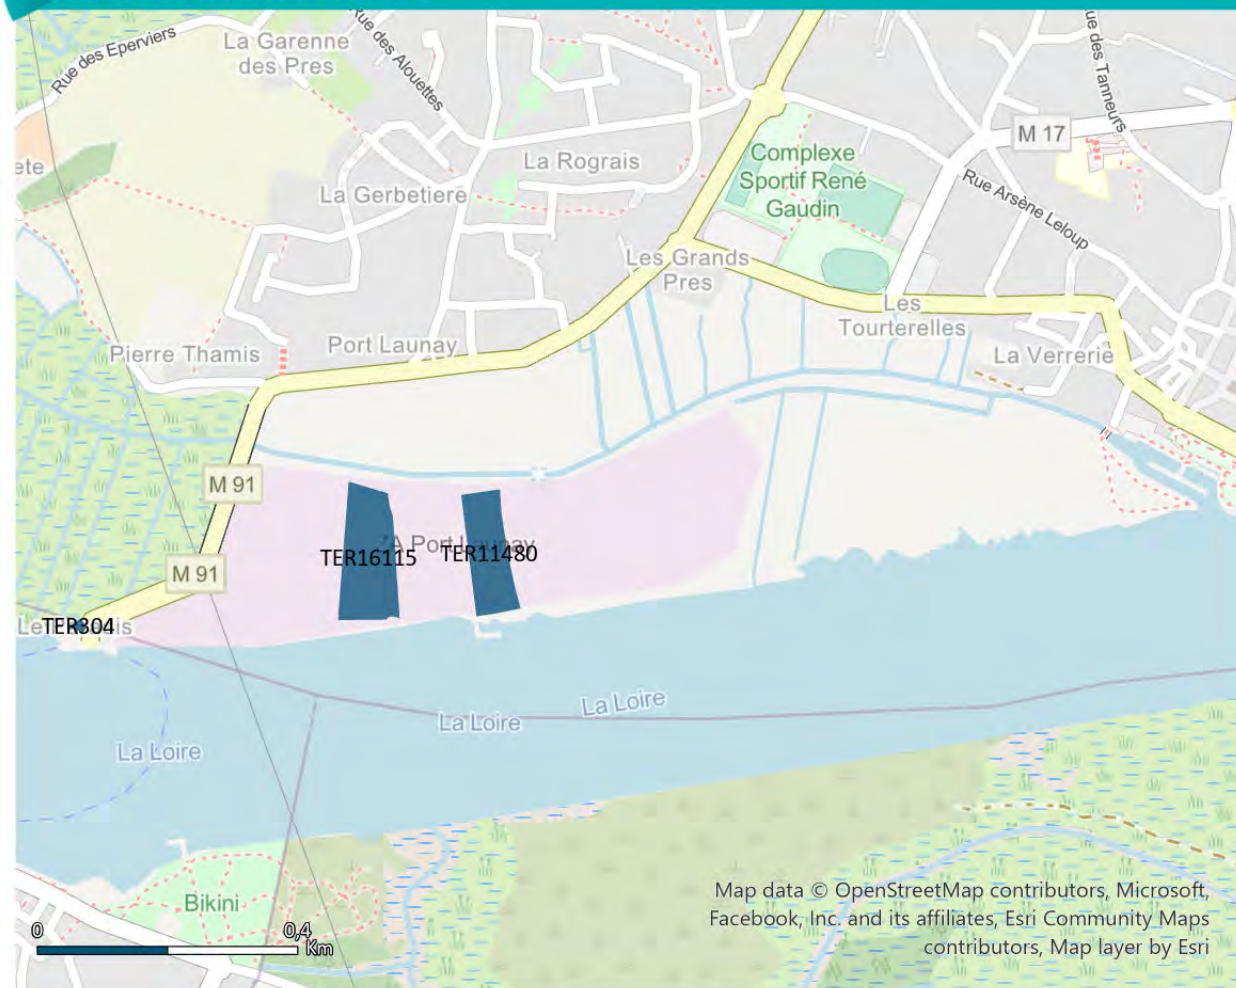 La Garenne
des Pres
Rue des Eperviers
Rue des Alouettes
ue des Tanneurs
M 17
ete
La Rograis
Complexe
Sportif René
Gaudin
La Gerbetiere
Rue Arsène Leloup
Les Grands
Pres
Les
Tourterelles
Pierre Thamis
Port Launay
La Verrerie
M 91
TER16115
TER11480
M 91
TER304
La Loire
La Loire
La Loire
Bikini
0
0,4
Km
Map data © OpenStreetMap contributors, Microsoft,
Facebook, Inc. and its affiliates, Esri Community Maps
contributors, Map layer by Esri